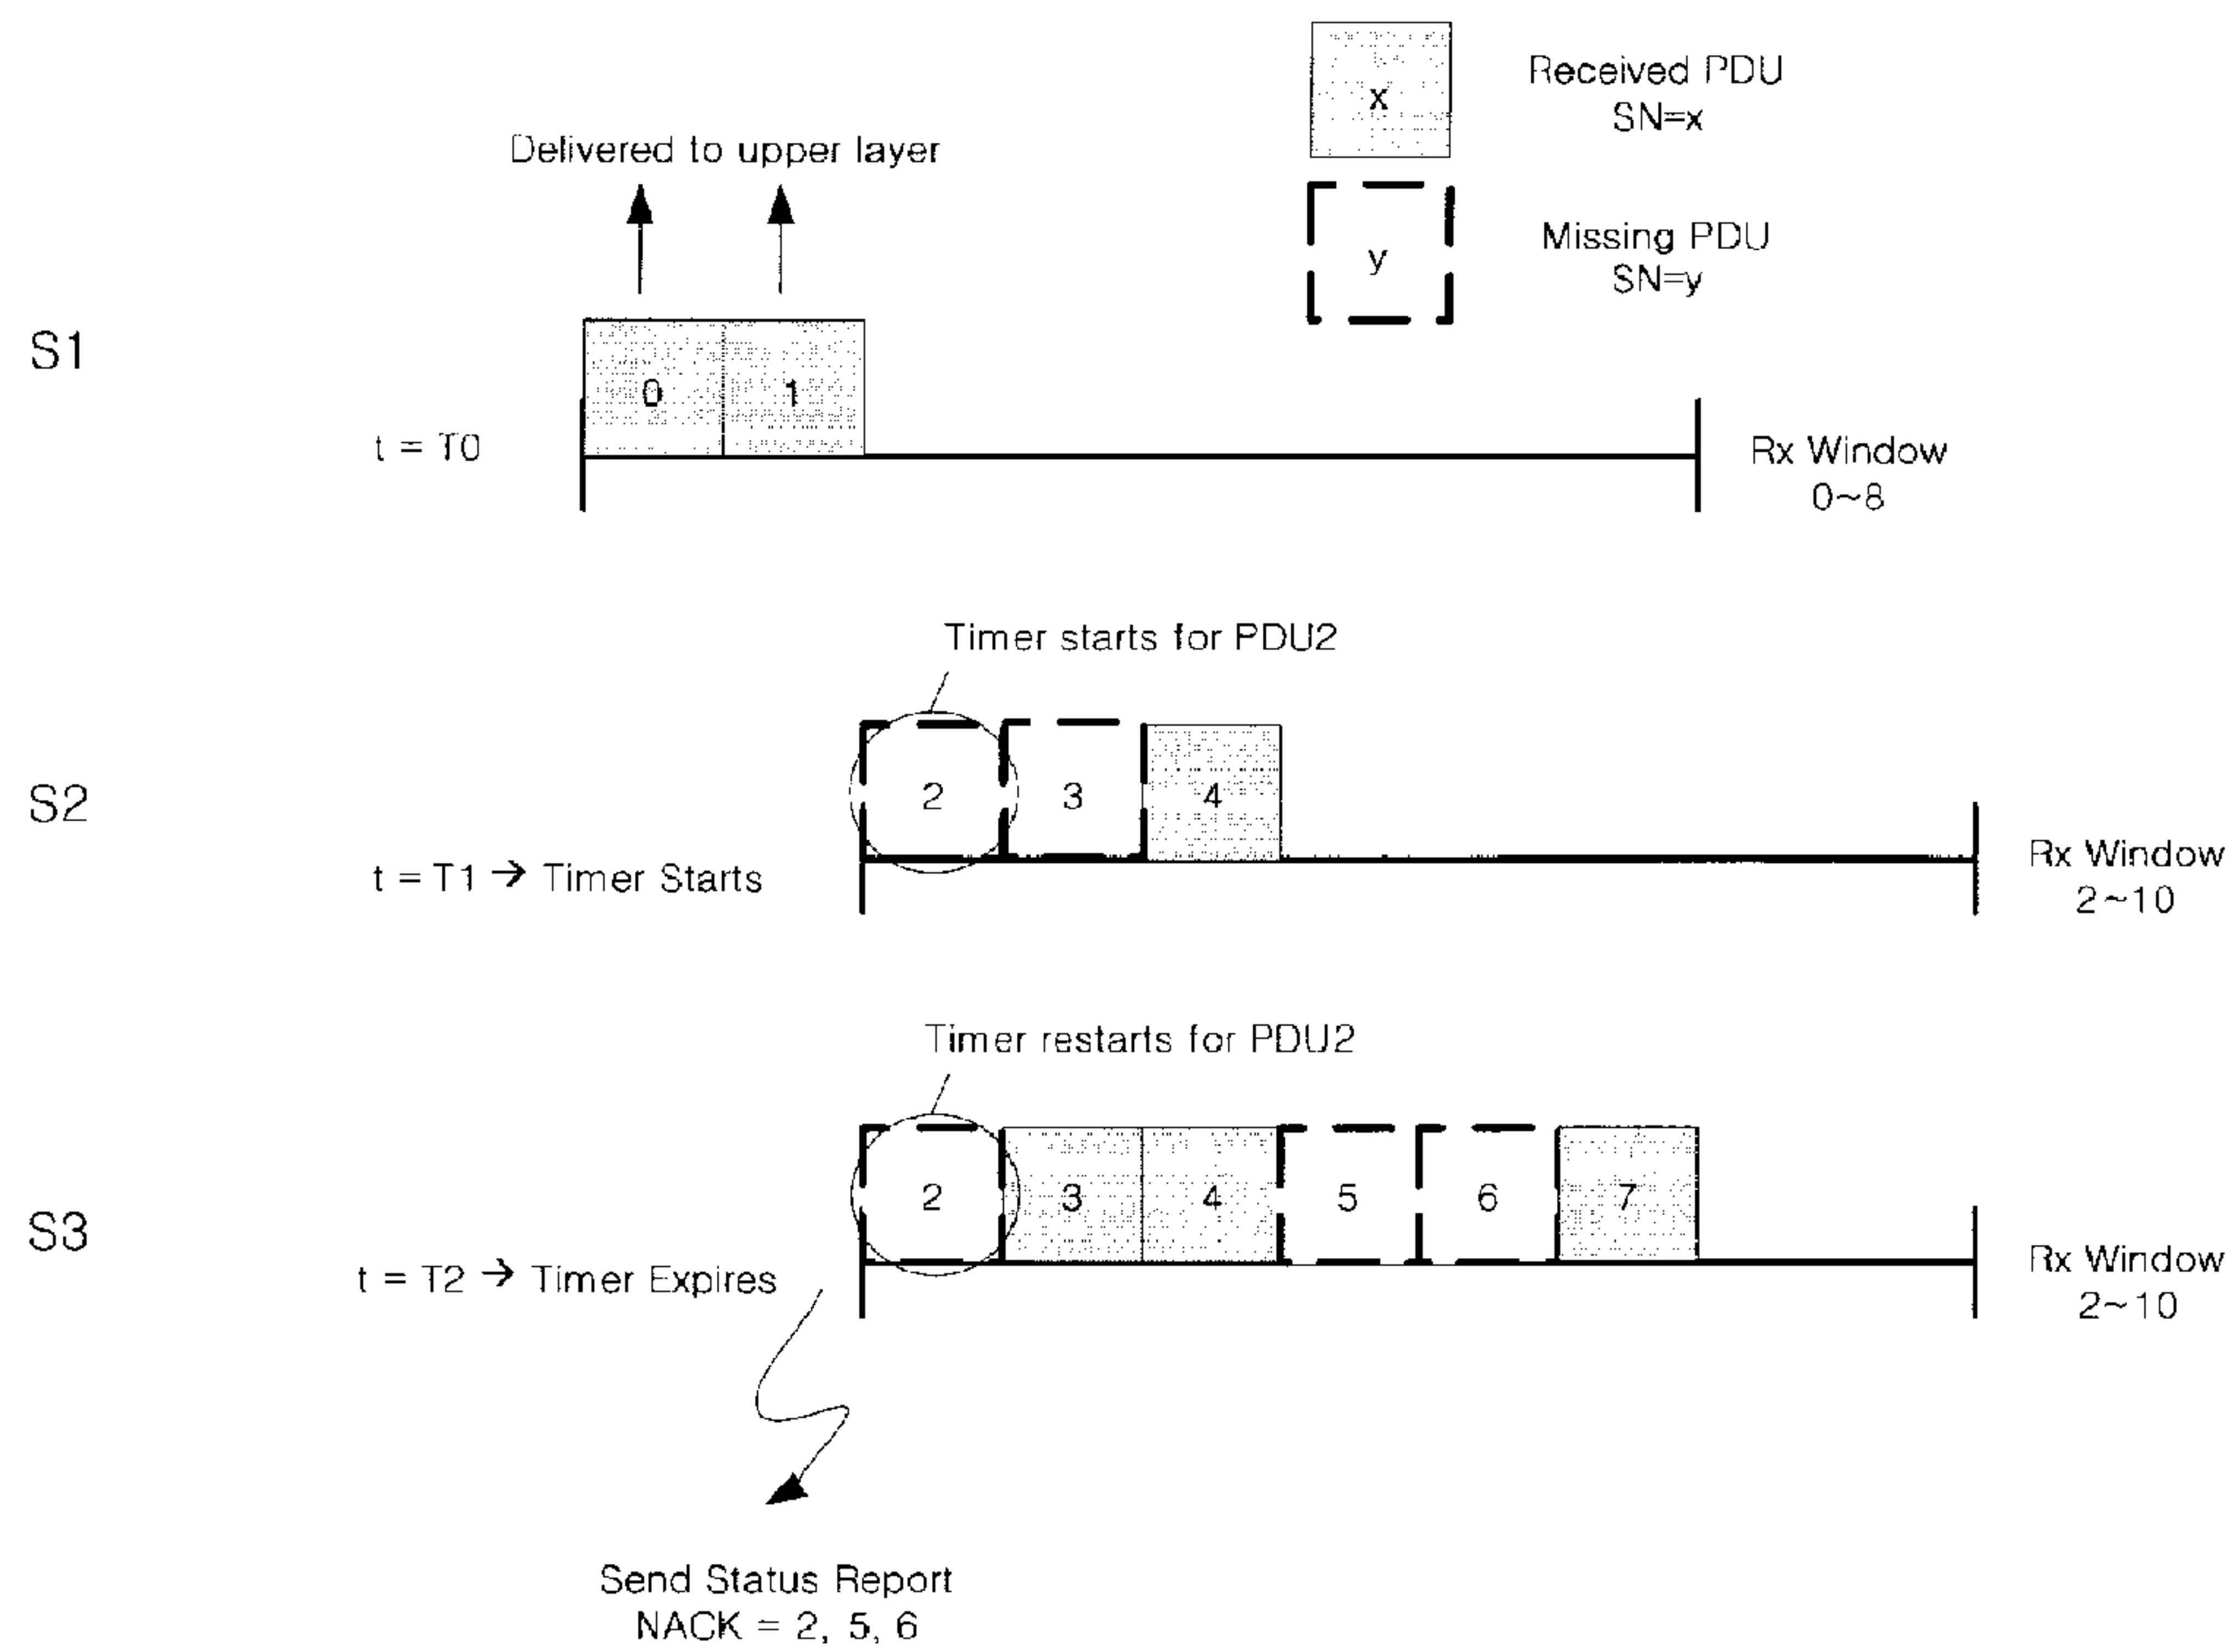 x
Received PDU
SN=x
Delivered to upper layer
y
Missing PDU
SN=y
S1
0 1
t = T0
Rx Window
0~8
Timer starts for PDU2
S2
2 3 4
t = T1 → Timer Starts
Rx Window
2~10
Timer restarts for PDU2
S3
2 3 4 5 6 7
t = T2 → Timer Expires
Rx Window
2~10
Send Status Report
NACK = 2, 5, 6